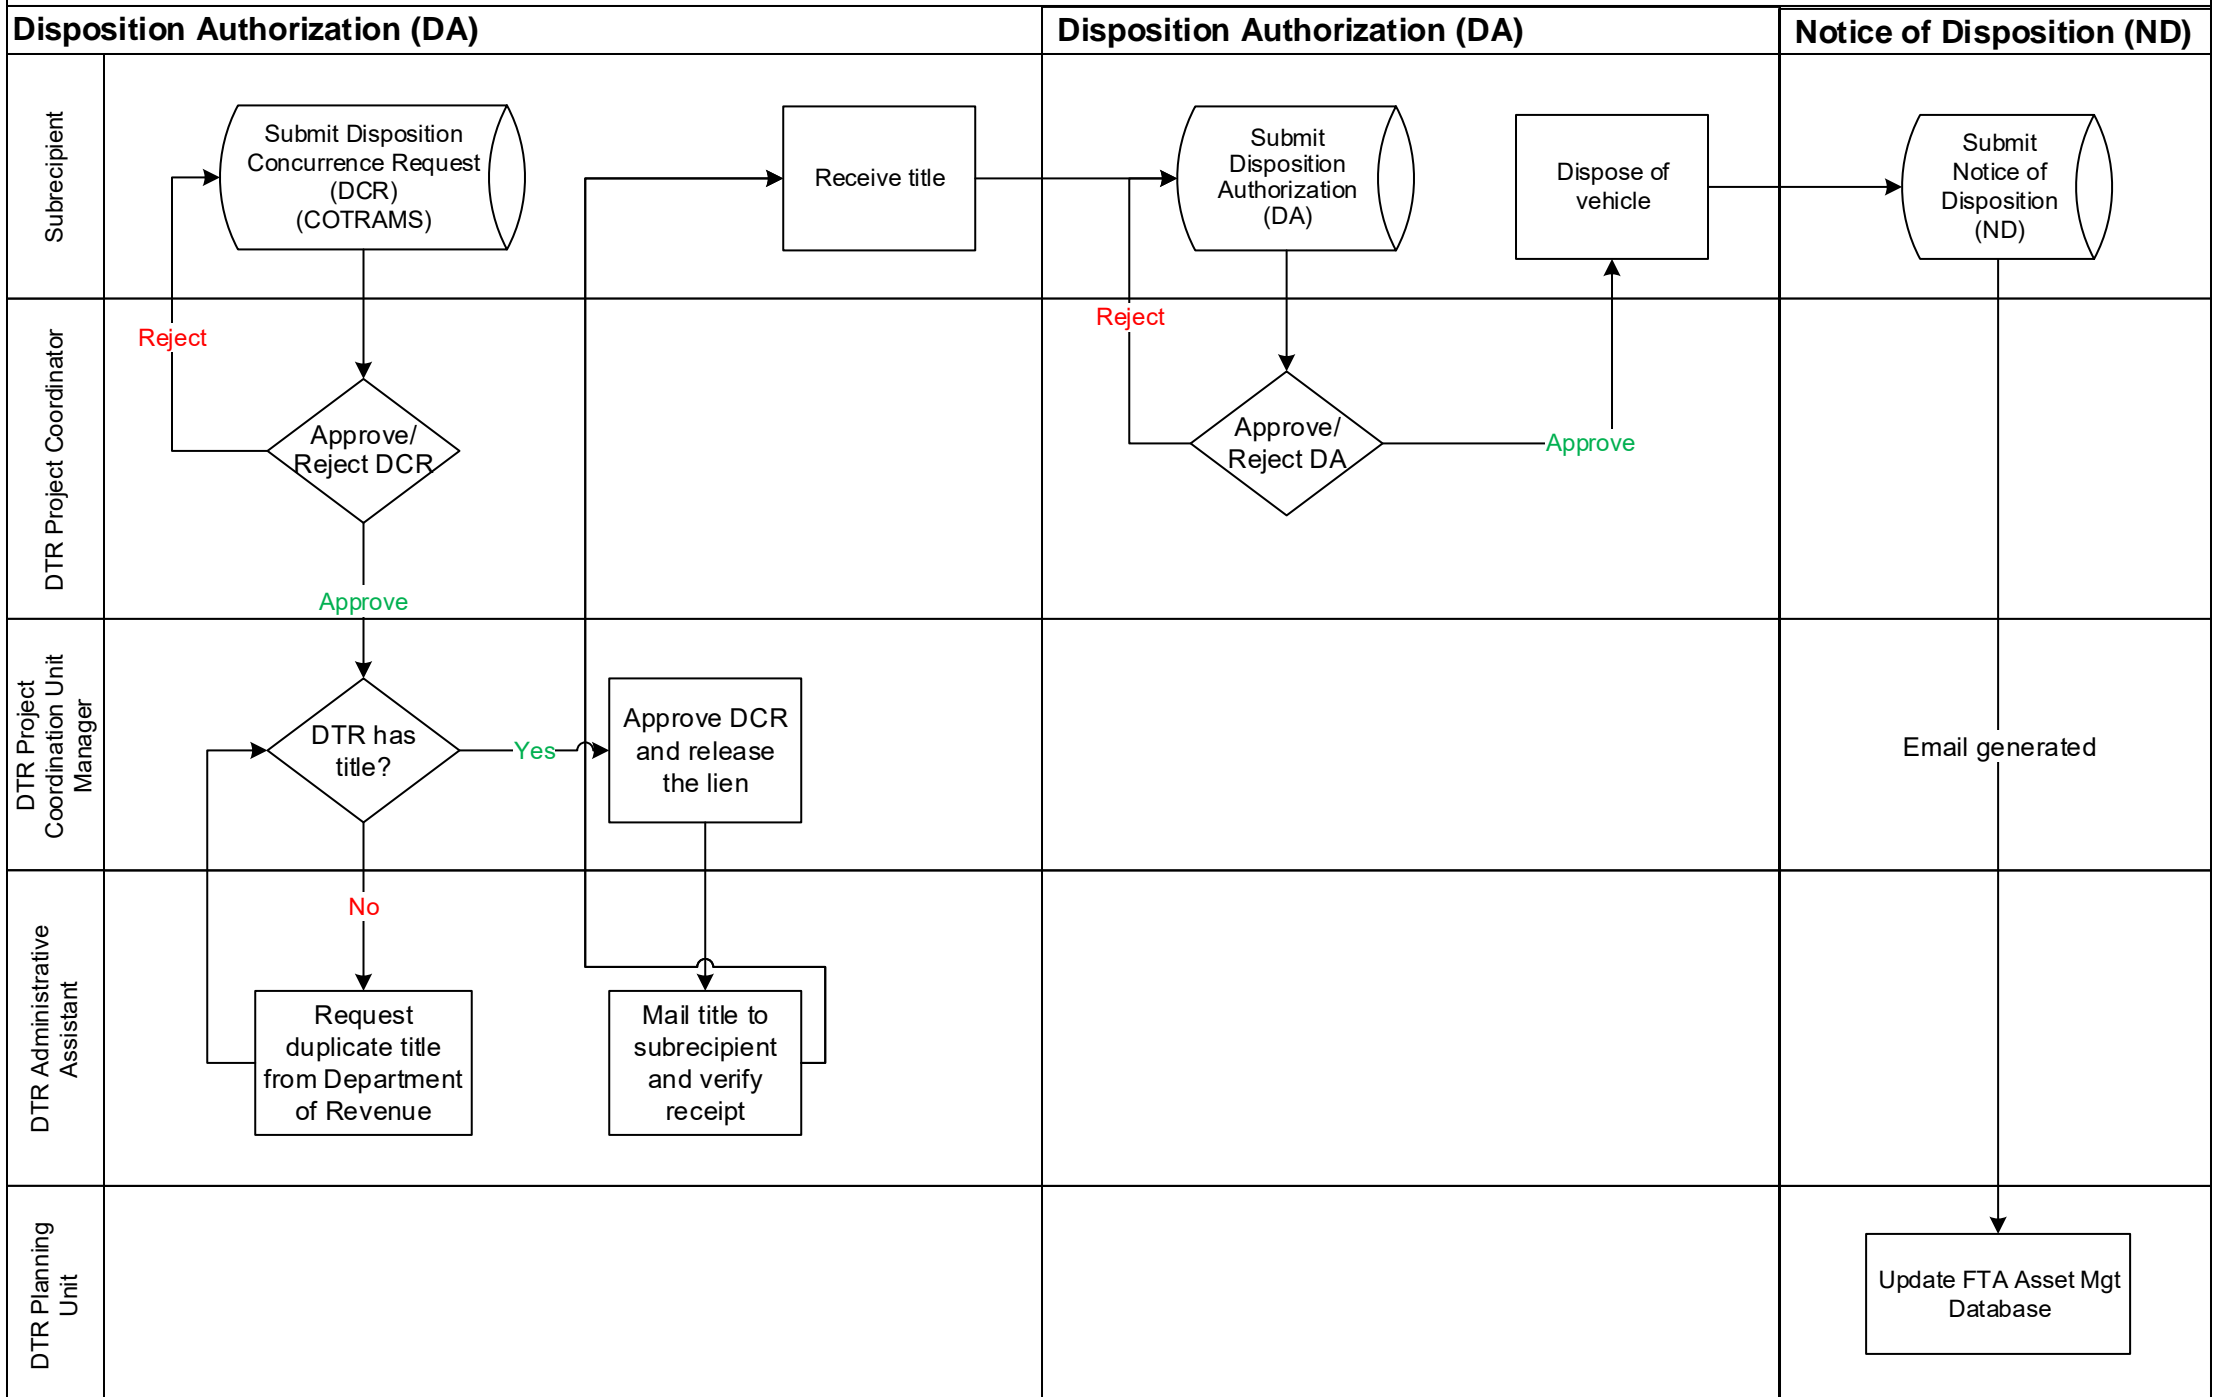 Disposition Authorization (DA)
Disposition Authorization (DA)
Notice of Disposition (ND)
Subrecipient
Submit Disposition
Concurrence Request
(DCR)
(COTRAMS)
Receive title
Submit
Disposition
Authorization
(DA)
Dispose of
vehicle
Submit
Notice of
Disposition
(ND)
DTR Project Coordinator
Reject
Approve/
Reject DCR
Approve
Reject
Approve/
Reject DA
Approve
DTR Project
Coordination Unit
Manager
DTR has
title?
Yes
Approve DCR
and release
the lien
Email generated
DTR Administrative
Assistant
No
Request
duplicate title
from Department
of Revenue
Mail title to
subrecipient
and verify
receipt
DTR Planning
Unit
Update FTA Asset Mgt
Database